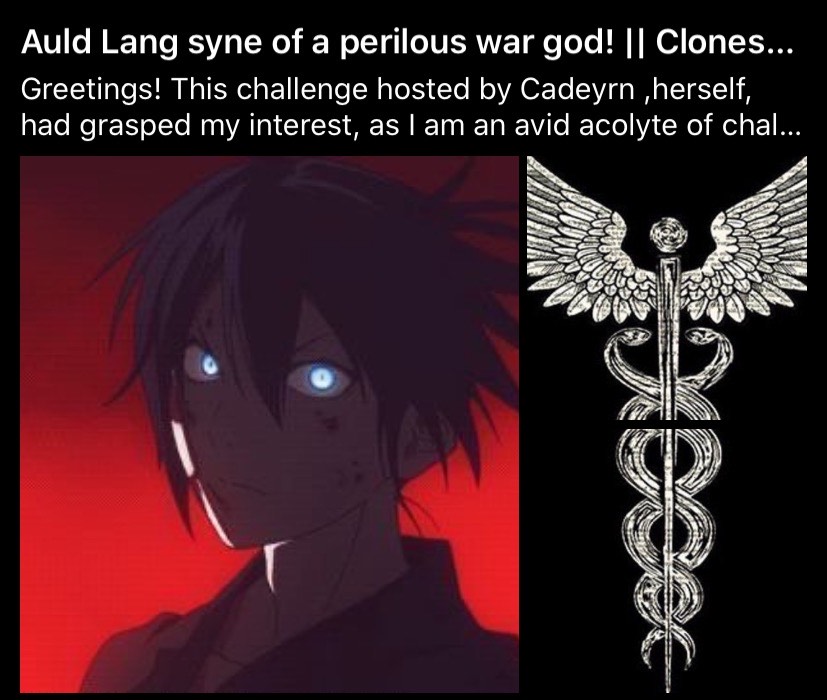 Auld Lang syne of a perilous war god! || Clones...
Greetings! This challenge hosted by Cadeyrn ,herself,
had grasped my interest, as I am an avid acolyte of chal...